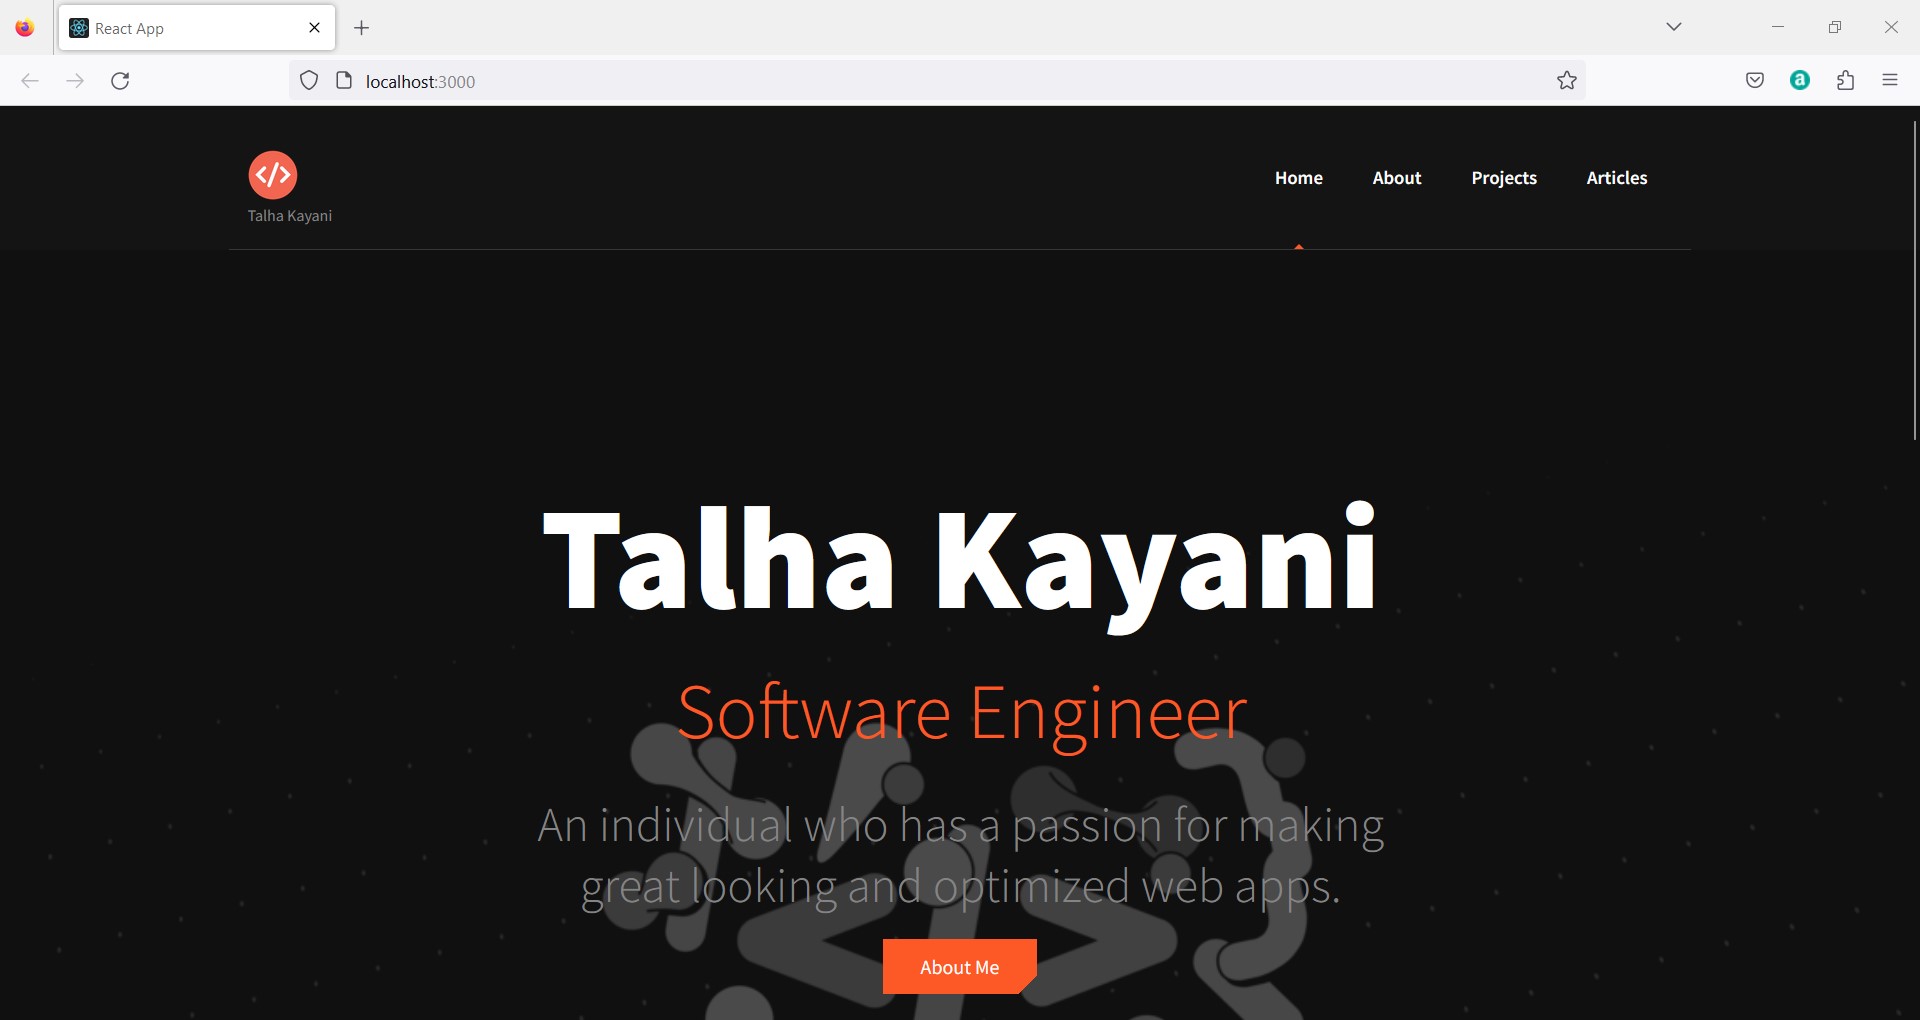 React App
localhost:3000
</>
Talha Kayani
Home About Projects Articles
Talha Kayani
Software Engineer
An individual who has a passion for making
great looking and optimized web apps.
About Me